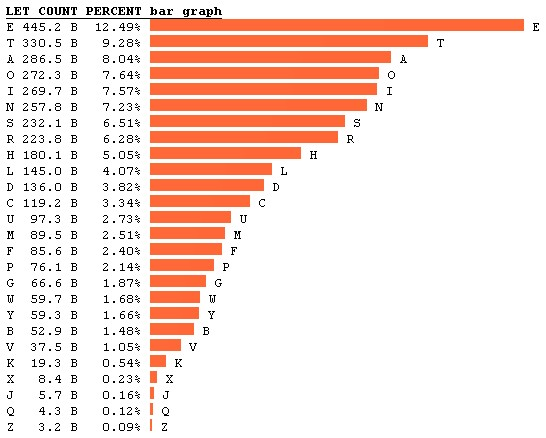 LET COUNT PERCENT bar graph
E 445.2 B 12.49% E
T 330.5 B 9.28% T
A 286.5 B 8.04% A
O 272.3 B 7.64% O
I 269.7 B 7.57% I
N 257.8 B 7.23% N
S 232.1 B 6.51% S
R 223.8 B 6.28% R
H 180.1 B 5.05% H
L 145.0 B 4.07% L
D 136.0 B 3.82% D
C 119.2 B 3.34% C
U 97.3 B 2.73% U
M 89.5 B 2.51% M
F 85.6 B 2.40% F
P 76.1 B 2.14% P
G 66.6 B 1.87% G
W 59.7 B 1.68% W
Y 59.3 B 1.66% Y
B 52.9 B 1.48% B
V 37.5 B 1.05% V
K 19.3 B 0.54% K
X 8.4 B 0.23% X
J 5.7 B 0.16% J
Q 4.3 B 0.12% Q
Z 3.2 B 0.09% Z